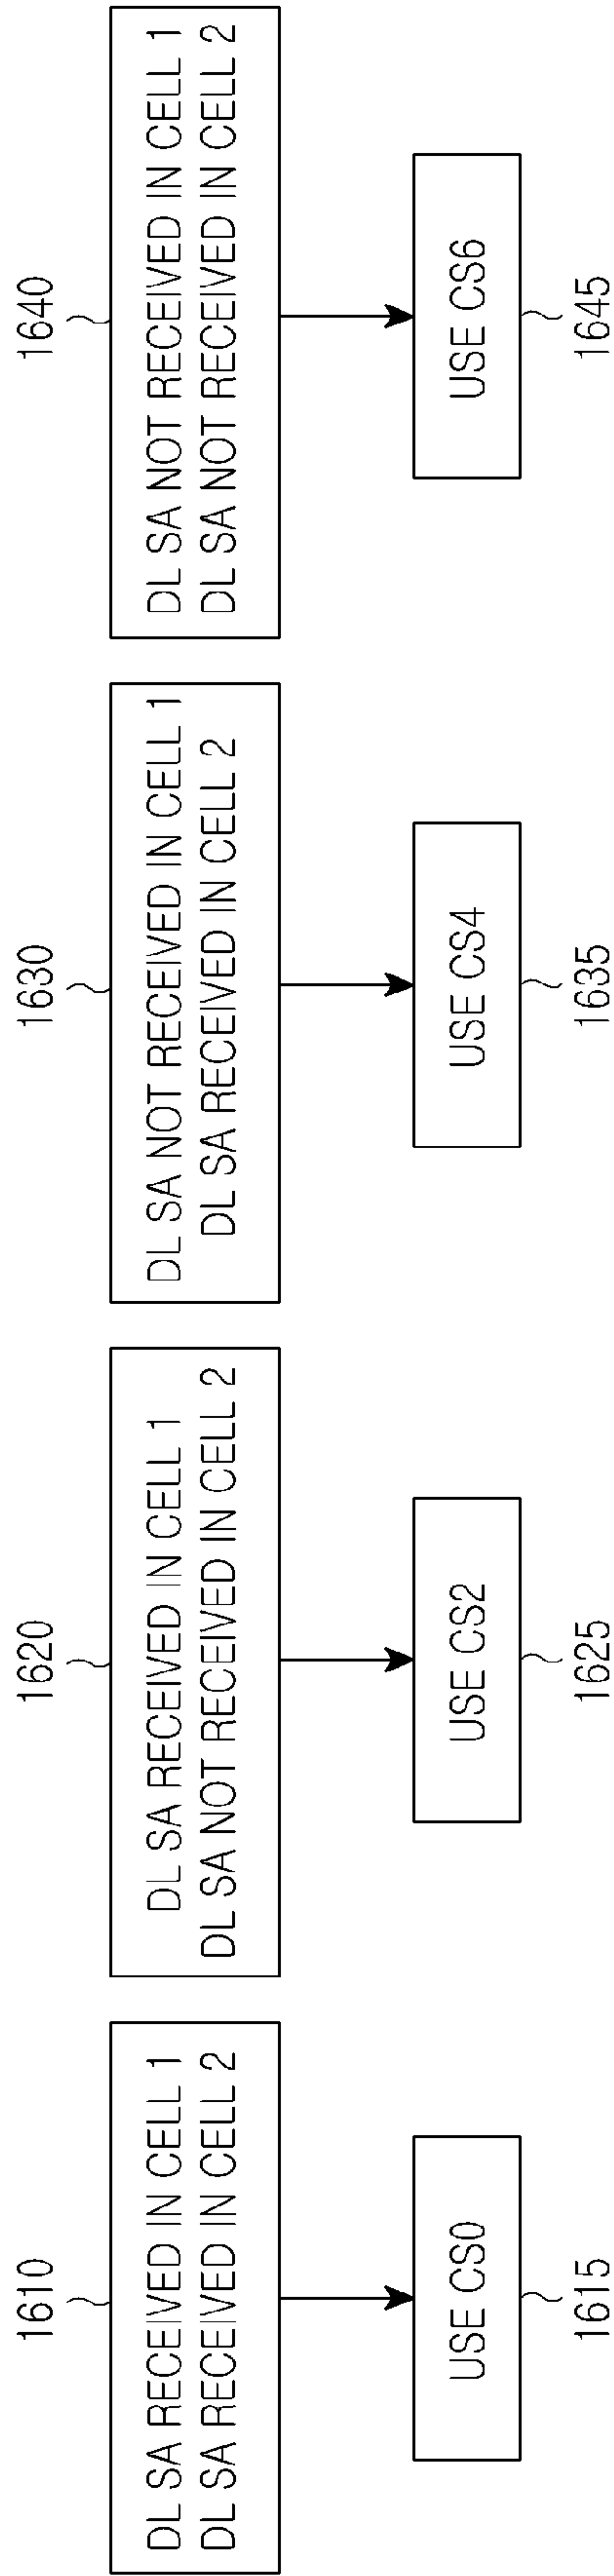 1610
DL SA RECEIVED IN CELL 1
DL SA RECEIVED IN CELL 2
USE CS0
1615
1620
DL SA RECEIVED IN CELL 1
DL SA NOT RECEIVED IN CELL 2
USE CS2
1625
1630
DL SA NOT RECEIVED IN CELL 1
DL SA RECEIVED IN CELL 2
USE CS4
1635
1640
DL SA NOT RECEIVED IN CELL 1
DL SA NOT RECEIVED IN CELL 2
USE CS6
1645